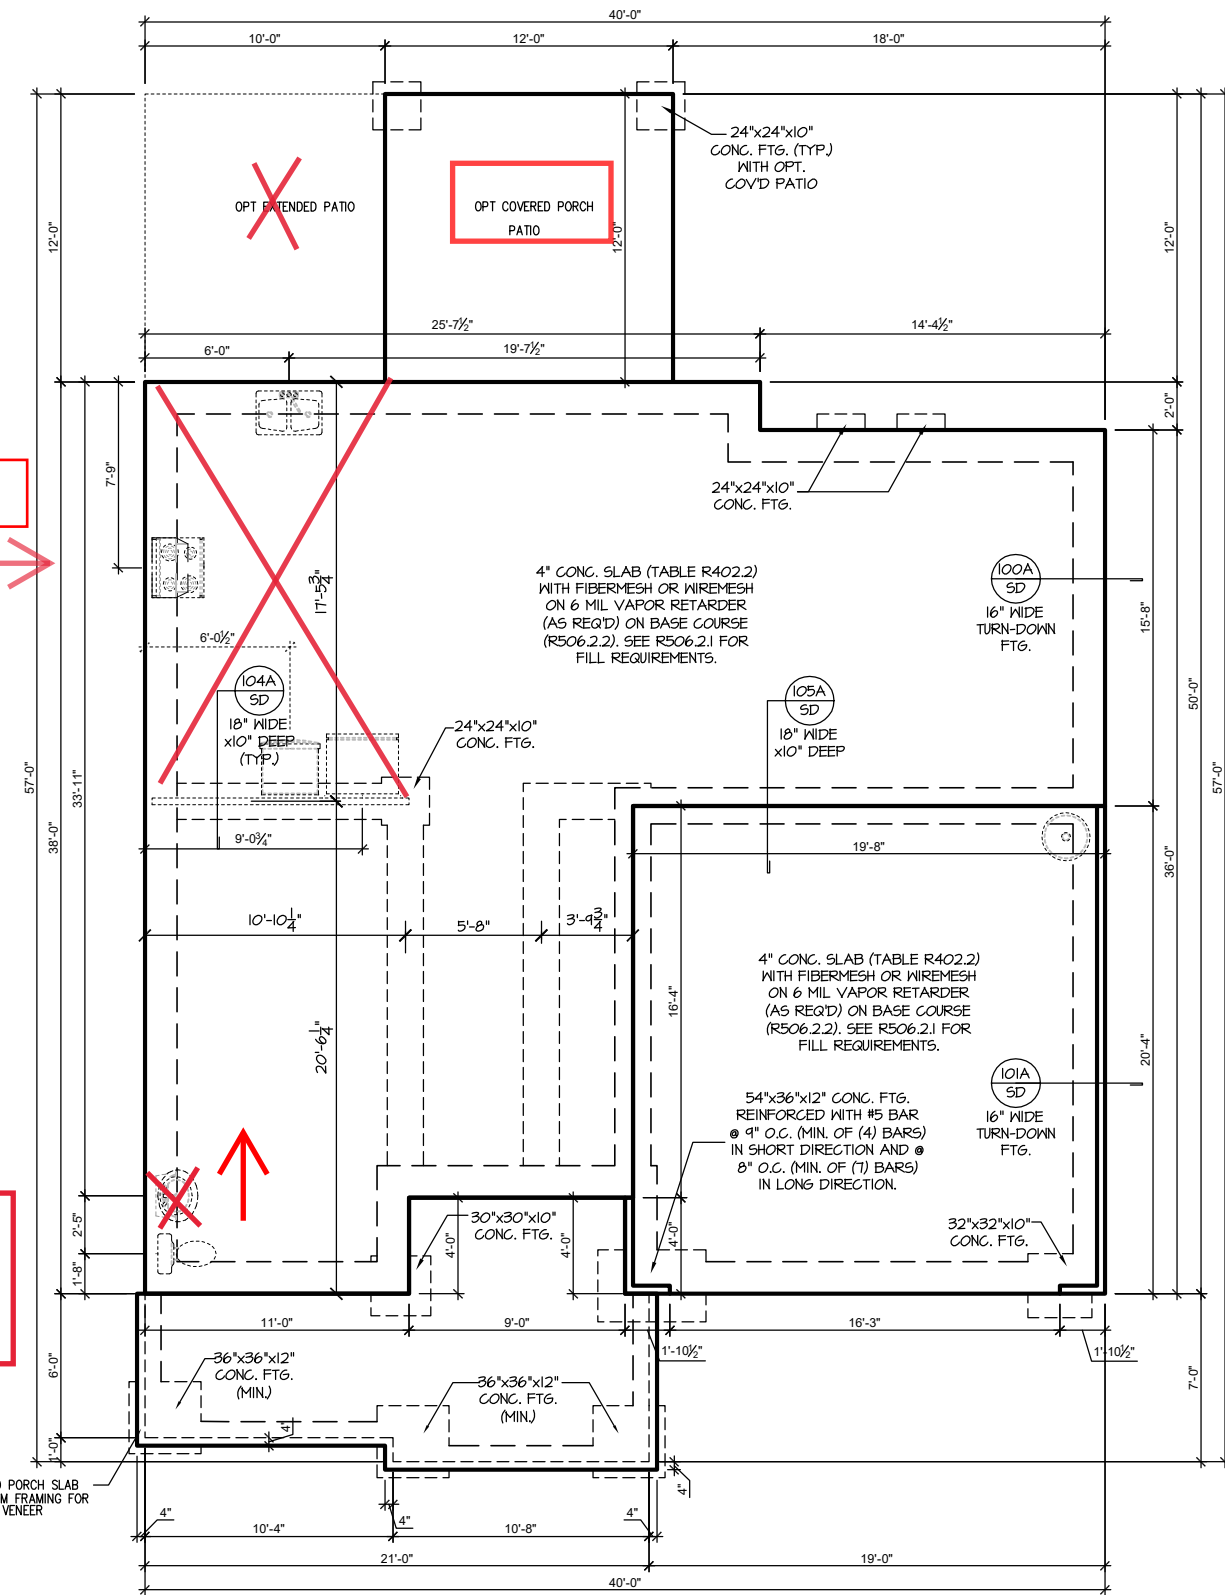 40'-0"
10'-0"
12'-0"
18'-0"
24"x24"x10"
CONC. FTG. (TYP.)
WITH OPT.
COV'D PATIO
OPT EXTENDED PATIO
OPT COVERED PORCH
PATIO
12'-0"
12'-0"
12'-0"
25'-7½"
14'-4½"
6'-0"
19'-7½"
2'-0"
7'-9"
24"x24"x10"
CONC. FTG.
17'-5¾"
4" CONC. SLAB (TABLE R402.2)
WITH FIBERMESH OR WIREMESH
ON 6 MIL VAPOR RETARDER
(AS REQ'D) ON BASE COURSE
(R506.2.2). SEE R506.2.1 FOR
FILL REQUIREMENTS.
100A
SD
16" WIDE
TURN-DOWN
FTG.
15'-8"
6'-0½"
104A
SD
18" WIDE
x10" DEEP
(TYP.)
24"x24"x10"
CONC. FTG.
105A
SD
18" WIDE
x10" DEEP
50'-0"
57'-0"
33'-11"
38'-0"
57'-0"
36'-0"
9'-0¾"
19'-8"
10'-10¼"
5'-8"
3'-9¾"
16'-4"
20'-6¼"
4" CONC. SLAB (TABLE R402.2)
WITH FIBERMESH OR WIREMESH
ON 6 MIL VAPOR RETARDER
(AS REQ'D) ON BASE COURSE
(R506.2.2). SEE R506.2.1 FOR
FILL REQUIREMENTS.
20'-4"
101A
SD
16" WIDE
TURN-DOWN
FTG.
54"x36"x12" CONC. FTG.
REINFORCED WITH #5 BAR
@ 9" O.C. (MIN. OF (4) BARS)
IN SHORT DIRECTION AND @
8" O.C. (MIN. OF (7) BARS)
IN LONG DIRECTION.
2'-5"
1'-8"
30"x30"x10"
CONC. FTG.
4'-0"
4'-0"
4'-0"
32"x32"x10"
CONC. FTG.
11'-0"
9'-0"
16'-3"
1'-10½"
1'-10½"
6'-0"
36"x36"x12"
CONC. FTG.
(MIN.)
36"x36"x12"
CONC. FTG.
(MIN.)
7'-0"
4"
1'-0"
PORCH SLAB
FRAMING FOR
VENEER
4"
4"
4"
4"
10'-4"
10'-8"
21'-0"
19'-0"
40'-0"